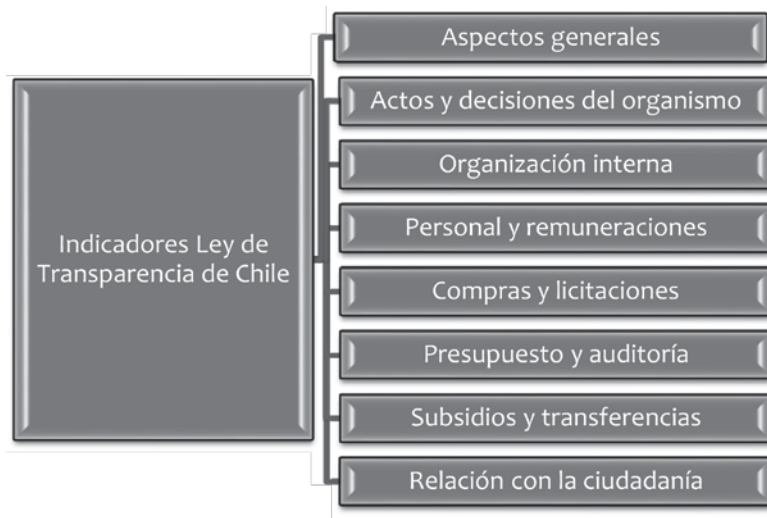 Indicadores Ley de
Transparencia de Chile
Aspectos generales
Actos y decisiones del organismo
Organización interna
Personal y remuneraciones
Compras y licitaciones
Presupuesto y auditoría
Subsidios y transferencias
Relación con la ciudadanía